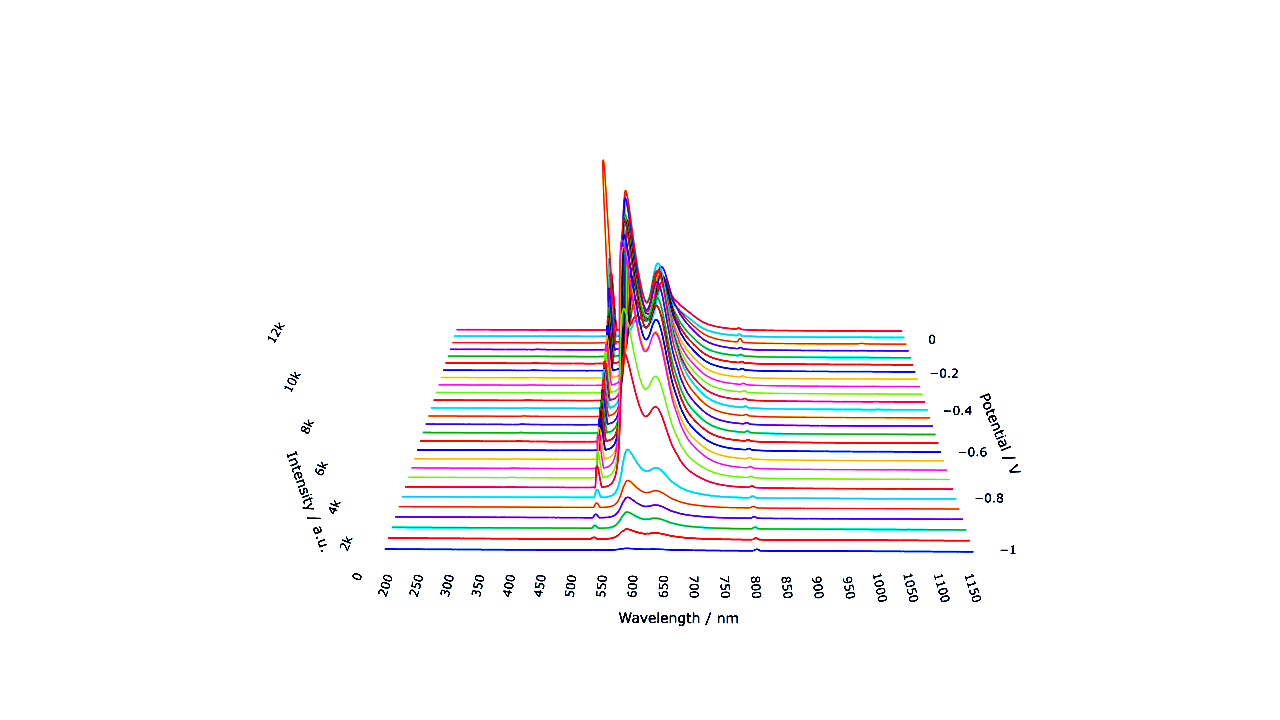 12k
10k
8k
6k
4k
2k
0
Intensity / a.u.
0
−0.2
−0.4
−0.6
−0.8
−1
Potential / V
200 250 300 350 400 450 500 550 600 650 700 750 800 850 900 950 1000 1050 1100 1150
Wavelength / nm